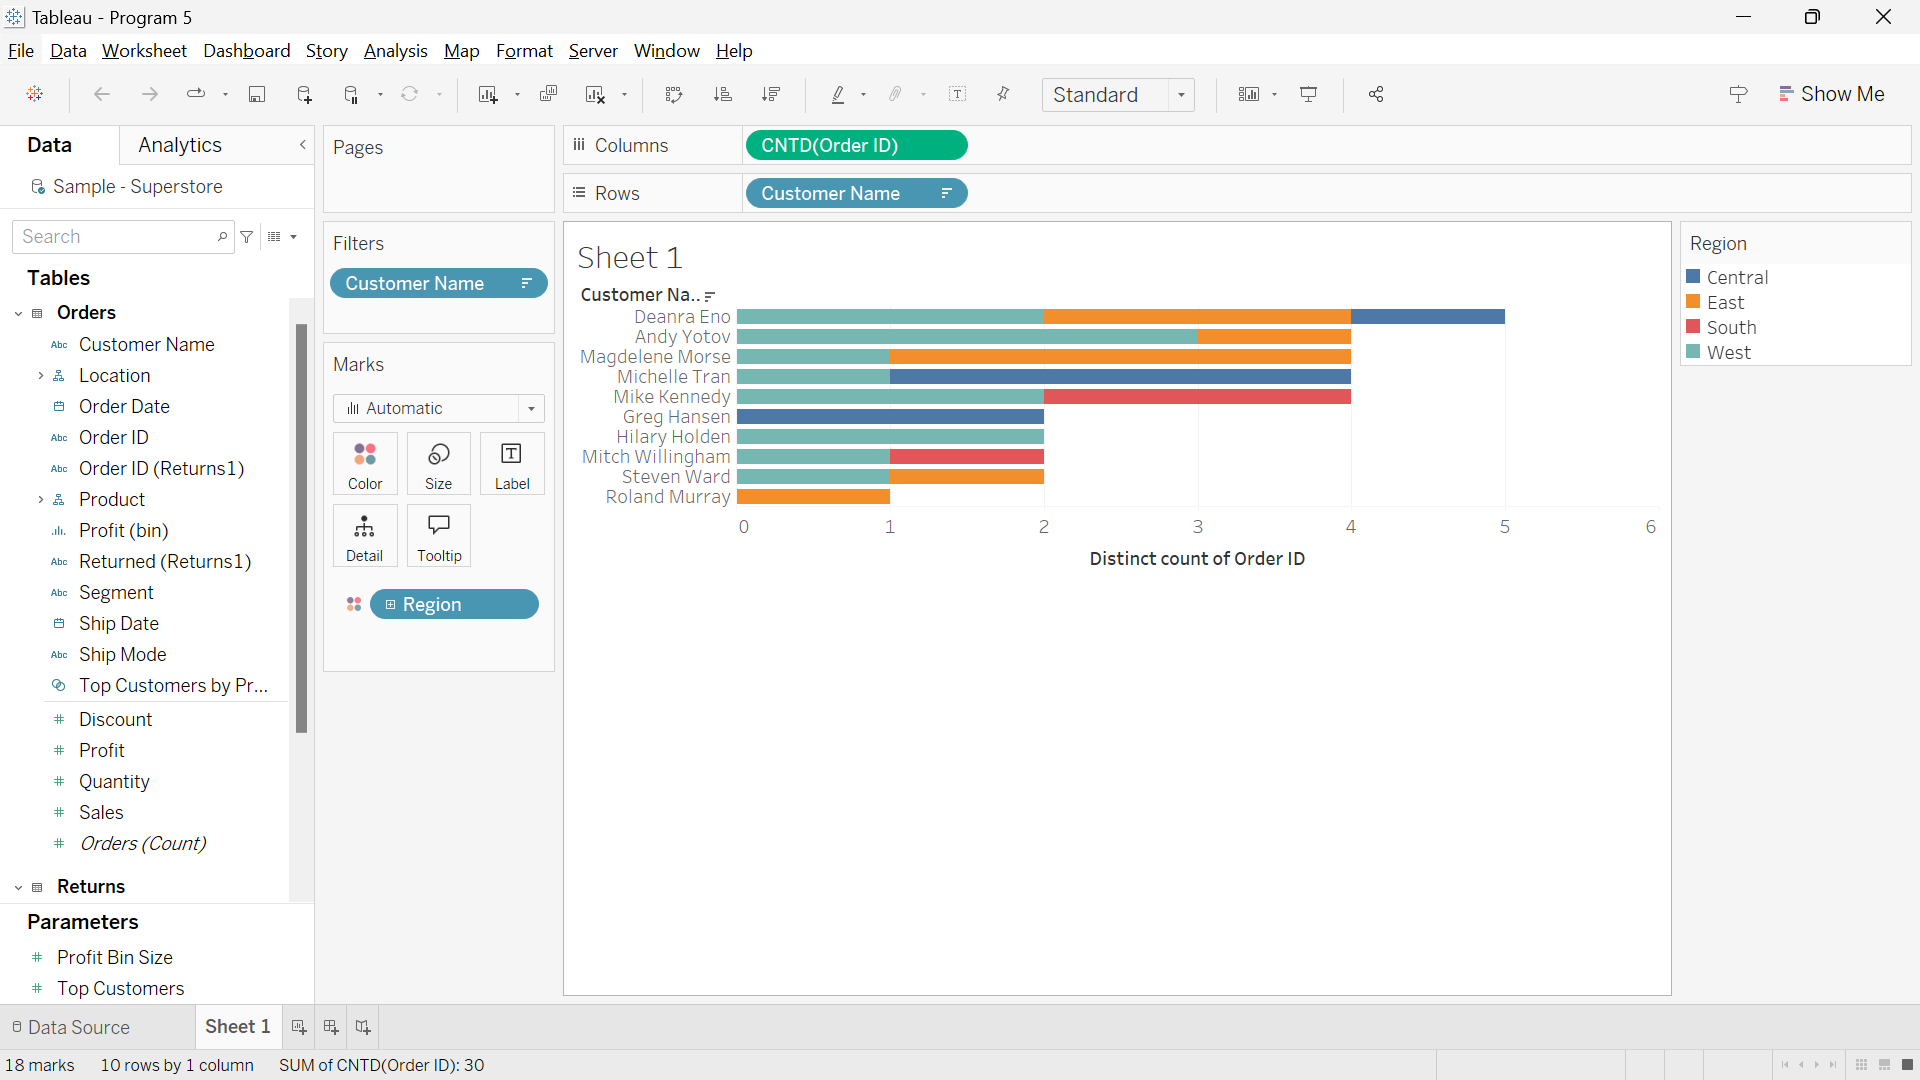 Tableau - Program 5
File Data Worksheet Dashboard Story Analysis Map Format Server Window Help
Standard
Show Me
Data
Analytics
Sample - Superstore
Search
Tables
Orders
Abc Customer Name
Location
Order Date
Abc Order ID
Abc Order ID (Returns1)
Product
Profit (bin)
Abc Returned (Returns1)
Abc Segment
Ship Date
Abc Ship Mode
Top Customers by Pr...
# Discount
# Profit
# Quantity
# Sales
# Orders (Count)
Returns
Parameters
# Profit Bin Size
# Top Customers
Pages
Filters
Customer Name
Marks
Automatic
Color
Size
Label
Detail
Tooltip
Region
Columns
CNTD(Order ID)
Rows
Customer Name
Sheet 1
Customer Na..
Deanra Eno
Andy Yotov
Magdelene Morse
Michelle Tran
Mike Kennedy
Greg Hansen
Hilary Holden
Mitch Willingham
Steven Ward
Roland Murray
0 1 2 3 4 5 6
Distinct count of Order ID
Region
Central
East
South
West
Data Source
Sheet 1
18 marks 10 rows by 1 column SUM of CNTD(Order ID): 30